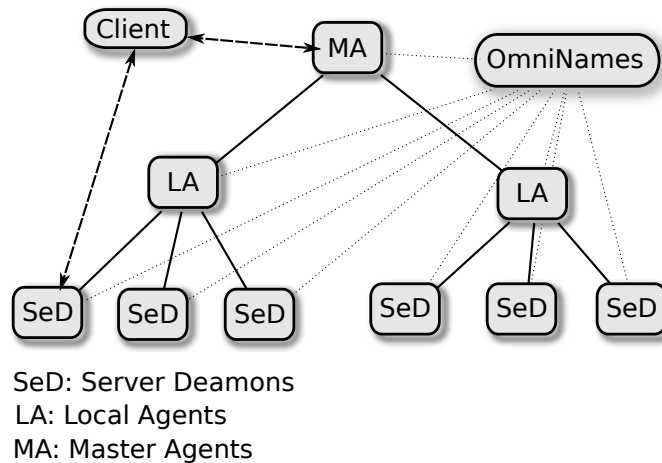 Client
MA
OmniNames
LA
LA
SeD
SeD
SeD
SeD
SeD
SeD
SeD: Server Deamons
LA: Local Agents
MA: Master Agents